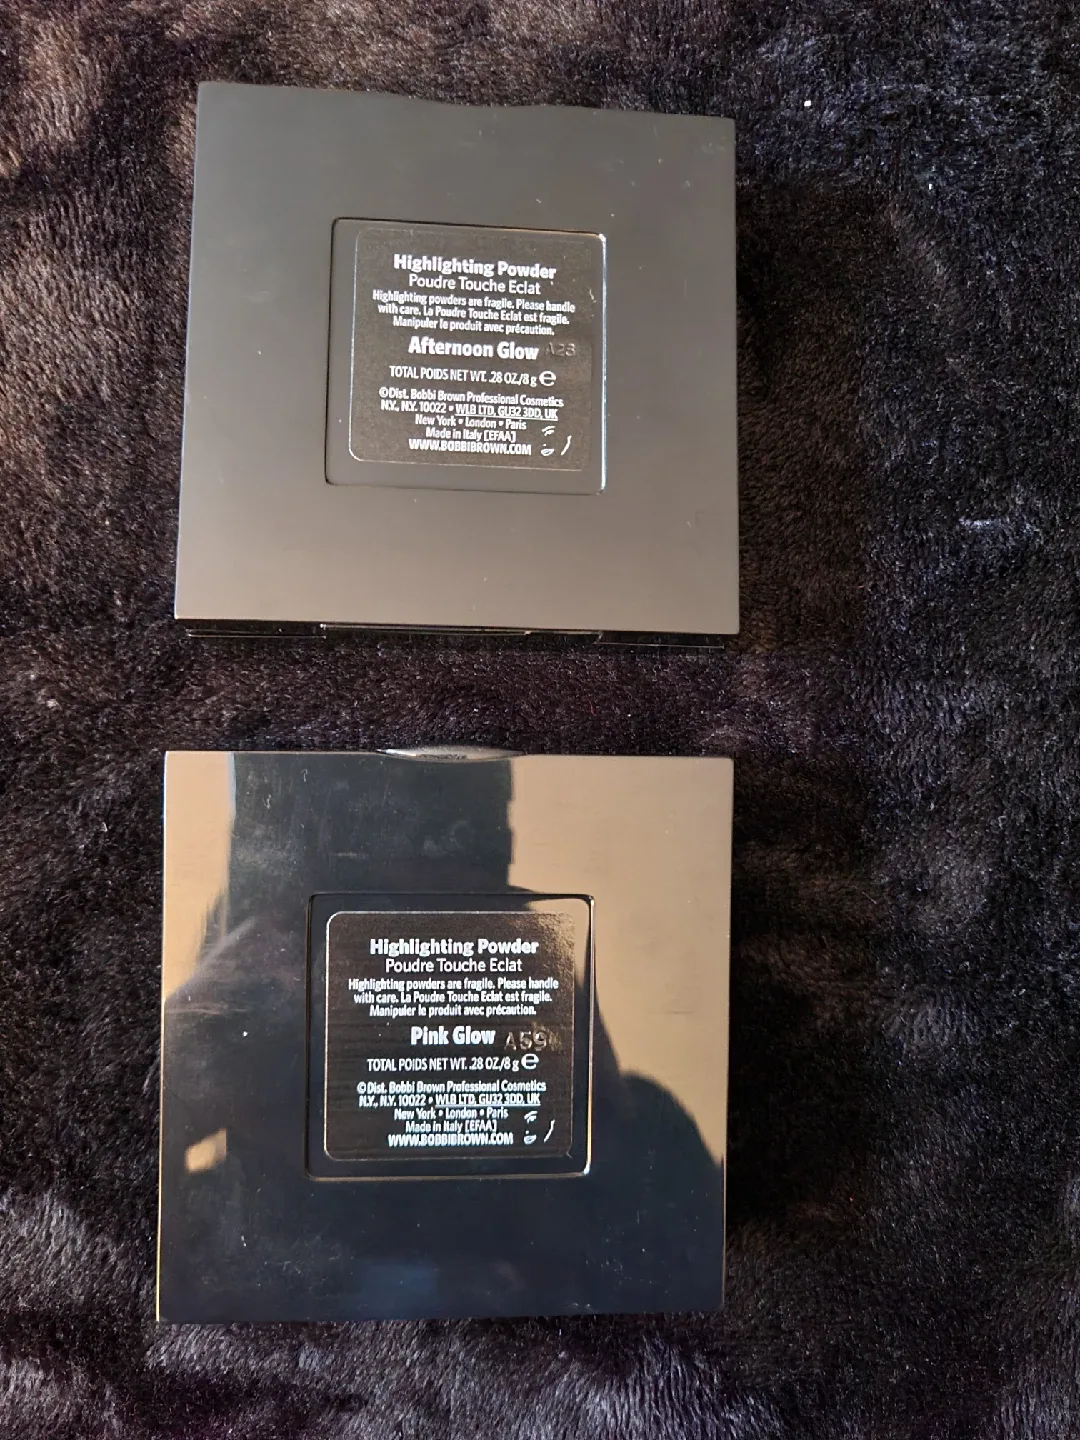 Highlighting Powder
Poudre Touche Eclat
Highlighting powders are fragile. Please handle
with care. La Poudre Touche Eclat est fragile.
Manipuler le produit avec précaution.
Afternoon Glow A28
TOTAL POIDS NET WT. .28 OZ./8 g ℮
©Dist. Bobbi Brown Professional Cosmetics
N.Y., N.Y. 10022 • WLB LTD, GU32 3DD, UK
New York • London • Paris
Made in Italy [EFAA]
WWW.BOBBIBROWN.COM
Highlighting Powder
Poudre Touche Eclat
Highlighting powders are fragile. Please handle
with care. La Poudre Touche Eclat est fragile.
Manipuler le produit avec précaution.
Pink Glow
TOTAL POIDS NET WT. .28 OZ./8 g ℮
©Dist. Bobbi Brown Professional Cosmetics
N.Y., N.Y. 10022 • WLB LTD, GU32 3DD, UK
New York • London • Paris
Made in Italy [EFAA]
WWW.BOBBIBROWN.COM